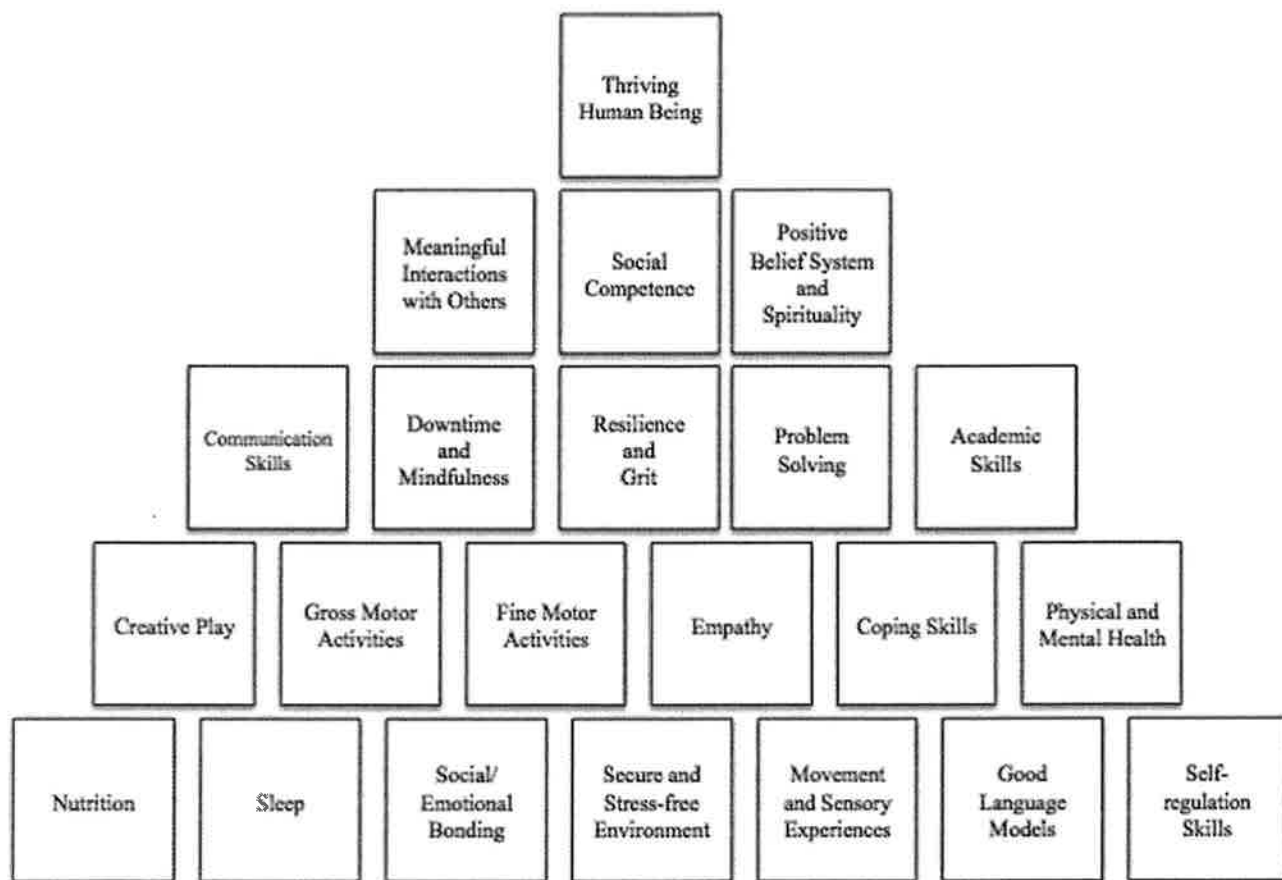 Thriving
Human Being
Meaningful
Interactions
with Others
Social
Competence
Positive
Belief System
and
Spirituality
Communication
Skills
Downtime
and
Mindfulness
Resilience
and
Grit
Problem
Solving
Academic
Skills
Creative Play
Gross Motor
Activities
Fine Motor
Activities
Empathy
Coping Skills
Physical and
Mental Health
Nutrition
Sleep
Social/
Emotional
Bonding
Secure and
Stress-free
Environment
Movement
and Sensory
Experiences
Good
Language
Models
Self-
regulation
Skills